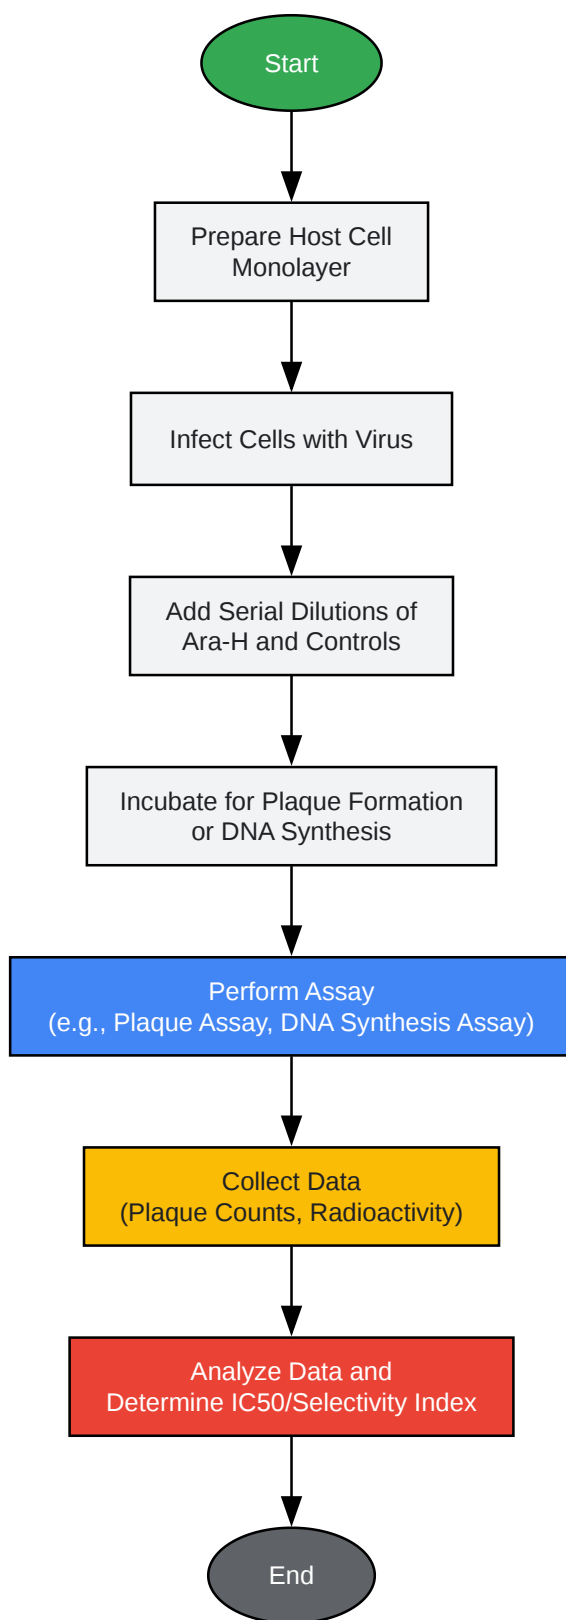 Start
Prepare Host Cell
Monolayer
Infect Cells with Virus
Add Serial Dilutions of
Ara-H and Controls
Incubate for Plaque Formation
or DNA Synthesis
Perform Assay
(e.g., Plaque Assay, DNA Synthesis Assay)
Collect Data
(Plaque Counts, Radioactivity)
Analyze Data and
Determine IC50/Selectivity Index
End